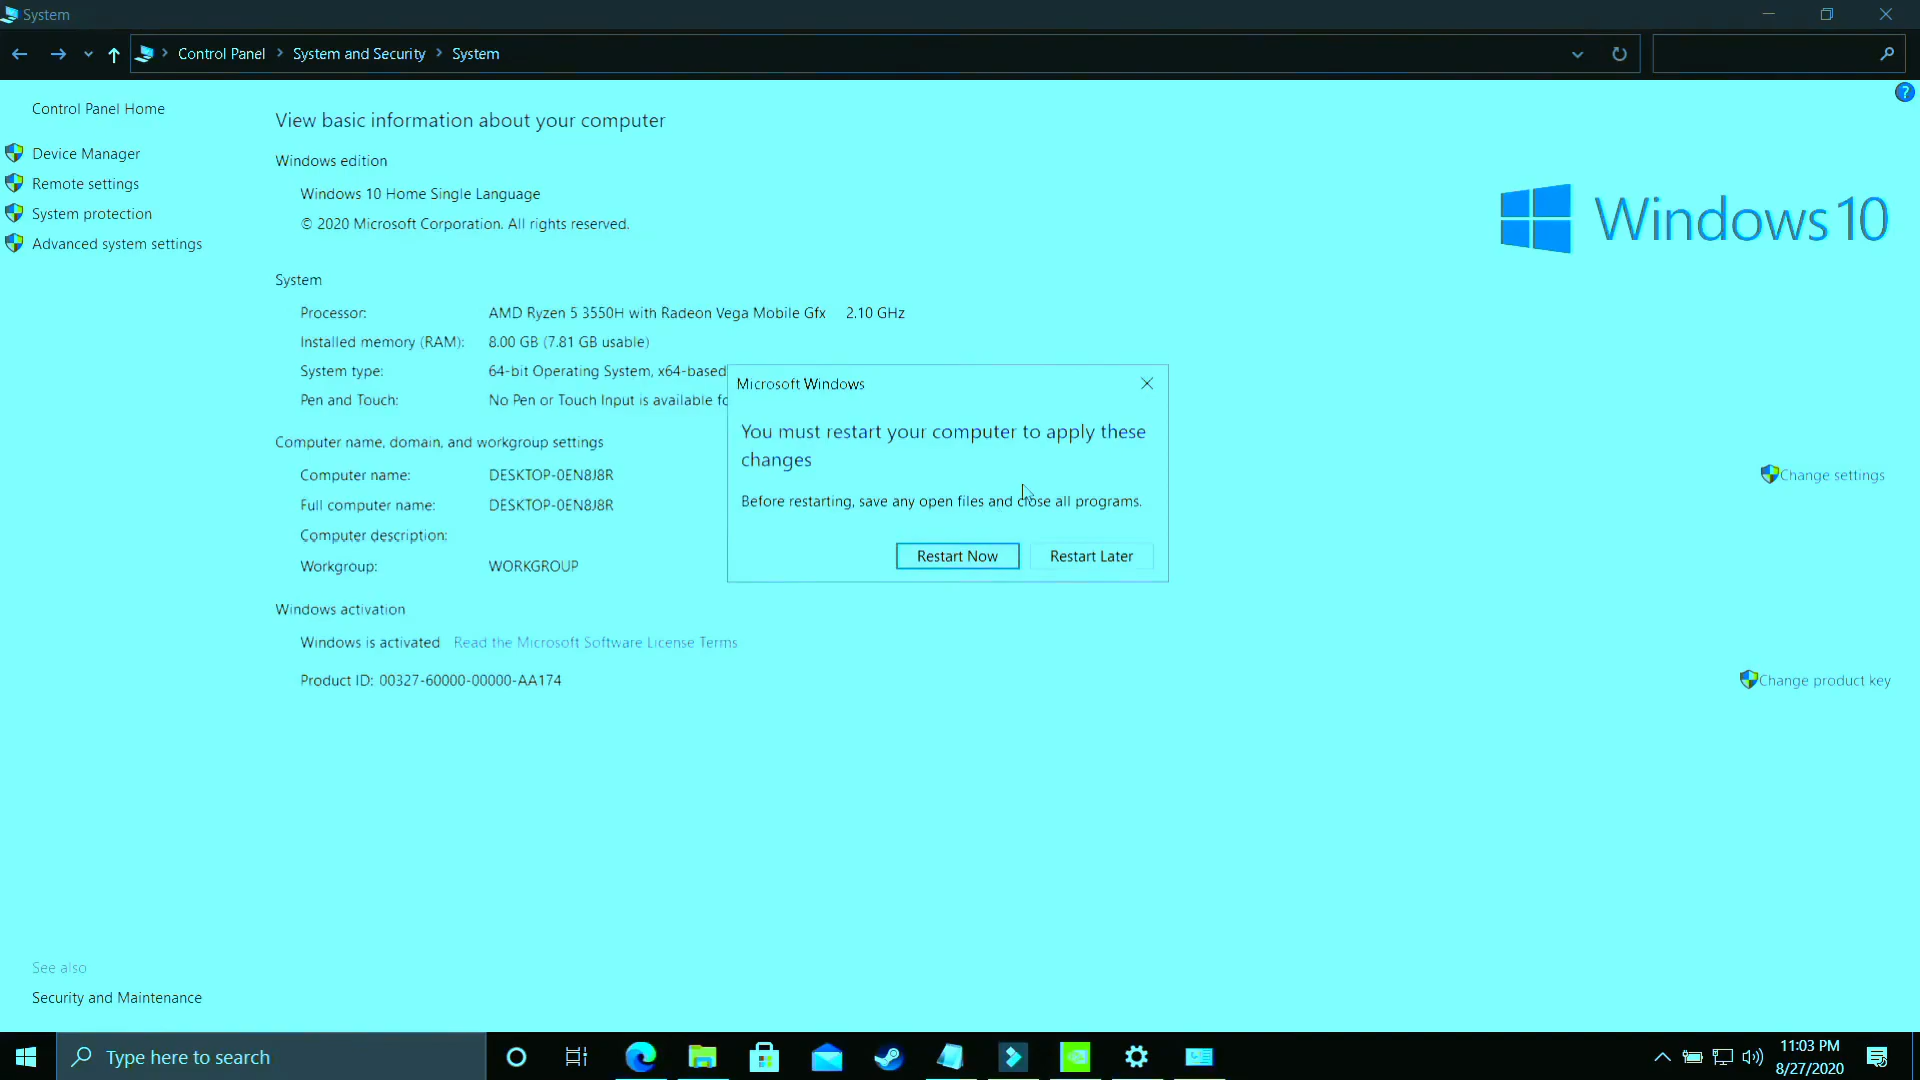 System
Control Panel > System and Security > System
Control Panel Home
Device Manager
Remote settings
System protection
Advanced system settings
View basic information about your computer
Windows edition
Windows 10 Home Single Language
© 2020 Microsoft Corporation. All rights reserved.
Windows 10
System
Processor: AMD Ryzen 5 3550H with Radeon Vega Mobile Gfx 2.10 GHz
Installed memory (RAM): 8.00 GB (7.81 GB usable)
System type: 64-bit Operating System, x64-based
Pen and Touch: No Pen or Touch Input is available
Computer name, domain, and workgroup settings
Computer name: DESKTOP-0EN8J8R
Full computer name: DESKTOP-0EN8J8R
Computer description:
Workgroup: WORKGROUP
Change settings
Windows activation
Windows is activated Read the Microsoft Software License Terms
Product ID: 00327-60000-00000-AA174
Change product key
Microsoft Windows
You must restart your computer to apply these
changes
Before restarting, save any open files and close all programs.
Restart Now Restart Later
See also
Security and Maintenance
Type here to search
11:03 PM
8/27/2020